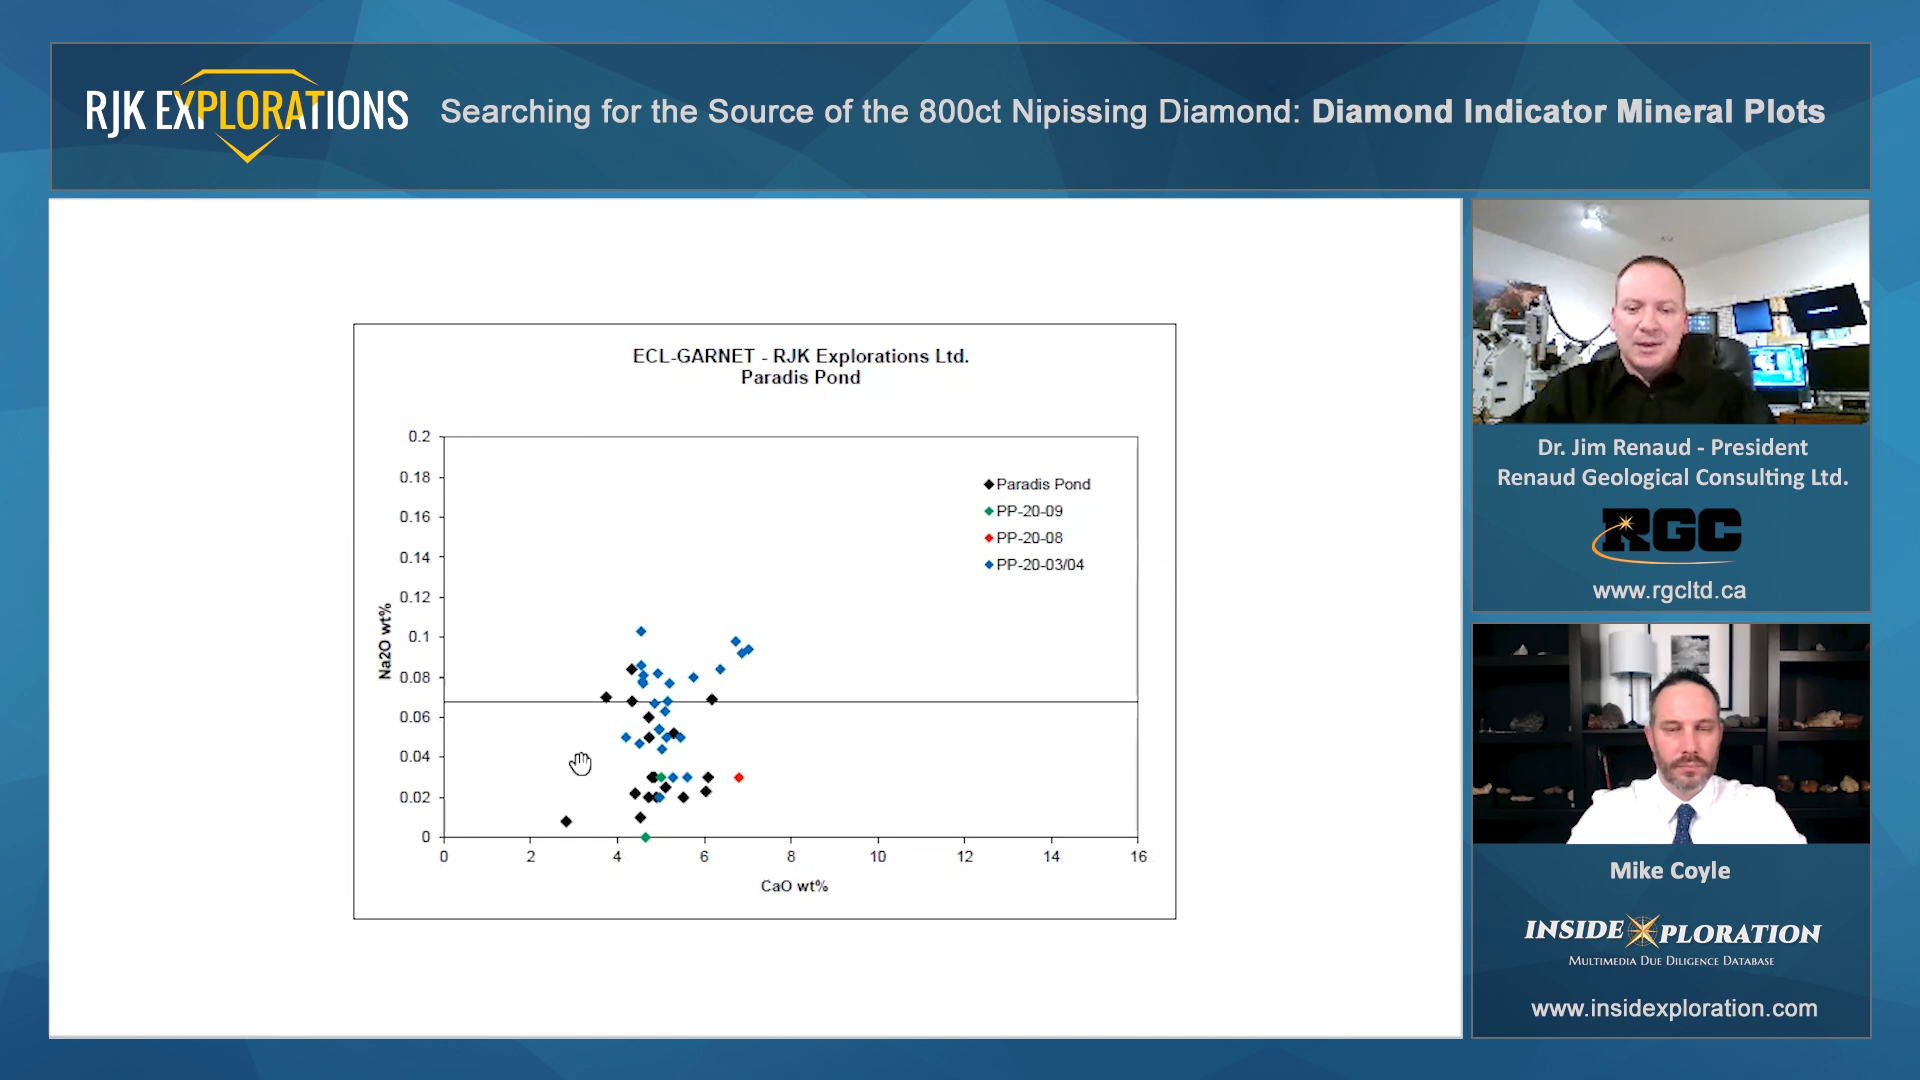 RJK EXPLORATIONS
Searching for the Source of the 800ct Nipissing Diamond: Diamond Indicator Mineral Plots
ECL-GARNET - RJK Explorations Ltd.
Paradis Pond
Na2O wt%
0.2
0.18
0.16
0.14
0.12
0.1
0.08
0.06
0.04
0.02
0
Paradis Pond
PP-20-09
PP-20-08
PP-20-03/04
0 2 4 6 8 10 12 14 16
CaO wt%
Dr. Jim Renaud - President
Renaud Geological Consulting Ltd.
RGC
www.rgcltd.ca
Mike Coyle
INSIDEXPLORATION
MULTIMEDIA DUE DILIGENCE DATABASE
www.insidexploration.com